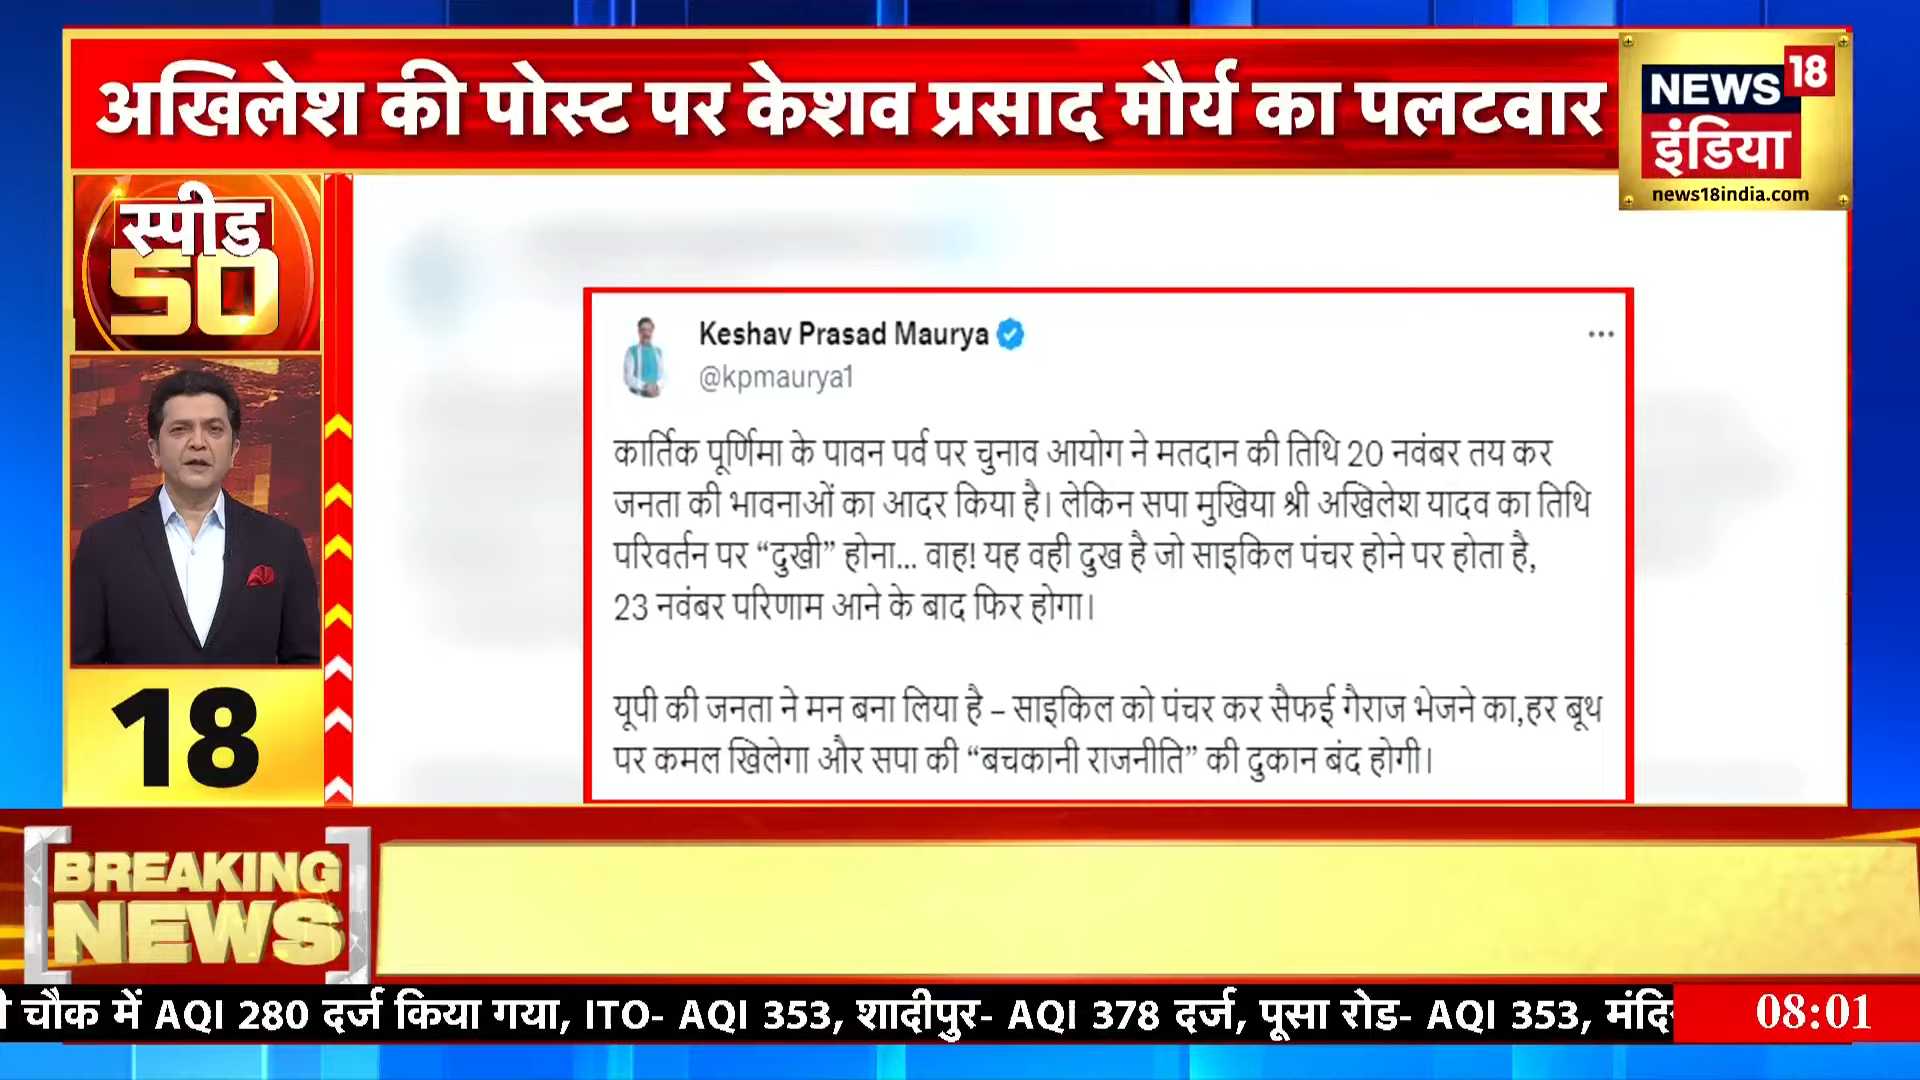 अखिलेश की पोस्ट पर केशव प्रसाद मौर्य का पलटवार
NEWS 18
इंडिया
news18india.com
स्पीड
50
18
Keshav Prasad Maurya
@kpmaurya1
कार्तिक पूर्णिमा के पावन पर्व पर चुनाव आयोग ने मतदान की तिथि 20 नवंबर तय कर
जनता की भावनाओं का आदर किया है। लेकिन सपा मुखिया श्री अखिलेश यादव का तिथि
परिवर्तन पर “दुखी” होना... वाह! यह वही दुख है जो साइकिल पंचर होने पर होता है,
23 नवंबर परिणाम आने के बाद फिर होगा।
यूपी की जनता ने मन बना लिया है – साइकिल को पंचर कर सैफई गैराज भेजने का,हर बूथ
पर कमल खिलेगा और सपा की “बचकानी राजनीति” की दुकान बंद होगी।
BREAKING
NEWS
चौक में AQI 280 दर्ज किया गया, ITO- AQI 353, शादीपुर- AQI 378 दर्ज, पूसा रोड- AQI 353,
08:01